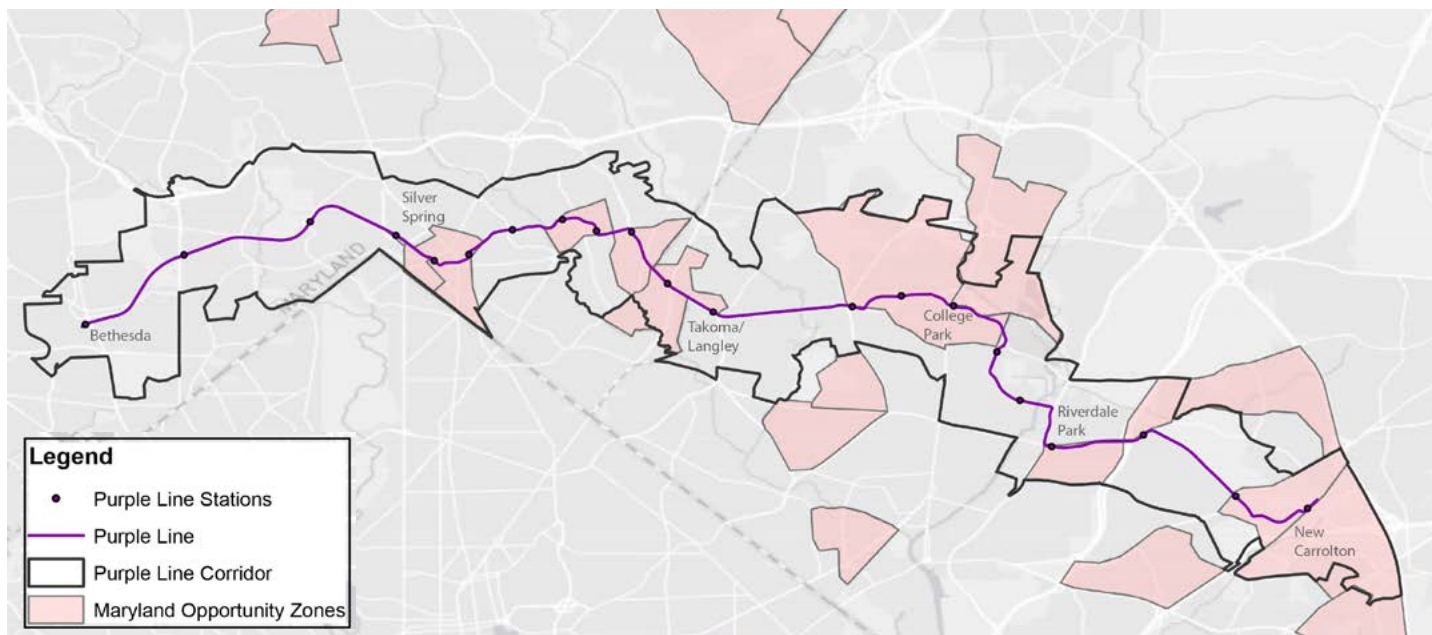 Silver
Spring
MARYLAND
Bethesda
Takoma/
Langley
College
Park
Riverdale
Park
New
Carrolton
Legend
Purple Line Stations
Purple Line
Purple Line Corridor
Maryland Opportunity Zones